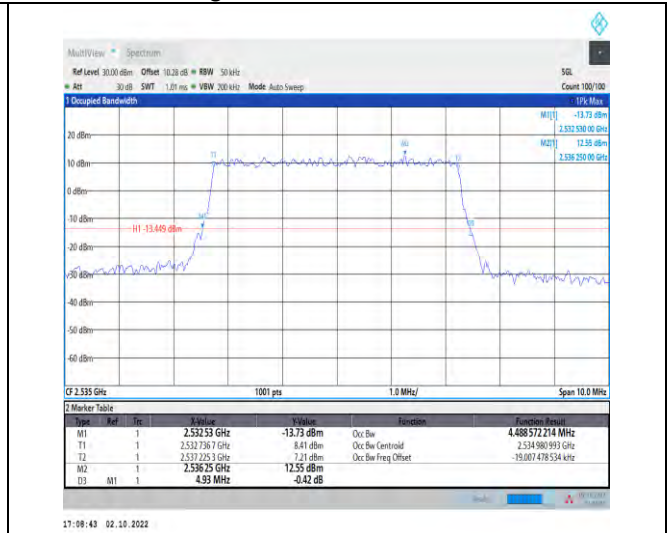 MultiView Spectrum
Ref Level 30.00 dBm Offset 10.28 dB RBW 50 kHz SGL
Att 30 dB SWT 1.01 ms VBW 200 kHz Mode Auto Sweep Count 100/100
1 Occupied Bandwidth 1Pk Max
M1[1] -13.73 dBm
2.532 530 00 GHz
M2[1] 12.55 dBm
2.536 250 00 GHz
20 dBm
10 dBm
0 dBm
-10 dBm
H1 -13.449 dBm
-20 dBm
-30 dBm
-40 dBm
-50 dBm
-60 dBm
T1
M2
CF 2.535 GHz 1001 pts 1.0 MHz/ Span 10.0 MHz
2 Marker Table
Type Ref Trc X-Value Y-Value Function Function Result
M1 1 2.53253 GHz -13.73 dBm Occ Bw 4.488 572 214 MHz
T1 1 2.532 736 7 GHz 8.41 dBm Occ Bw Centroid 2.534 980 993 GHz
T2 1 2.537 225 3 GHz 7.21 dBm Occ Bw Freq Offset -19.007 478 534 kHz
M2 1 2.53625 GHz 12.55 dBm
D3 M1 1 4.93 MHz -0.42 dB
17:08:43 02.10.2022